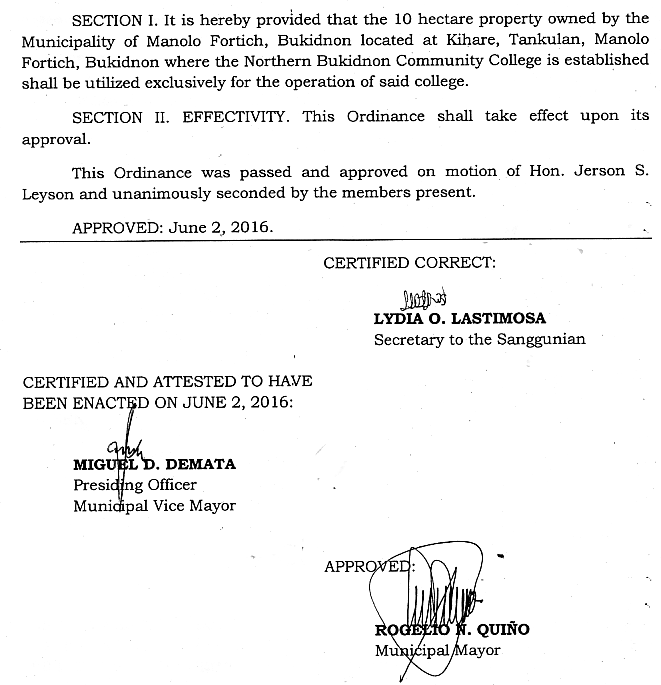 SECTION I. It is hereby provided that the 10 hectare property owned by the
Municipality of Manolo Fortich, Bukidnon located at Kihare, Tankulan, Manolo
Fortich, Bukidnon where the Northern Bukidnon Community College is established
shall be utilized exclusively for the operation of said college.
SECTION II. EFFECTIVITY. This Ordinance shall take effect upon its
approval.
This Ordinance was passed and approved on motion of Hon. Jerson S.
Leyson and unanimously seconded by the members present.
APPROVED: June 2, 2016.
CERTIFIED CORRECT:
LYDIA O. LASTIMOSA
Secretary to the Sanggunian
CERTIFIED AND ATTESTED TO HAVE
BEEN ENACTED ON JUNE 2, 2016:
MIGUEL D. DEMATA
Presiding Officer
Municipal Vice Mayor
APPROVED:
ROGELIO N. QUIÑO
Municipal Mayor